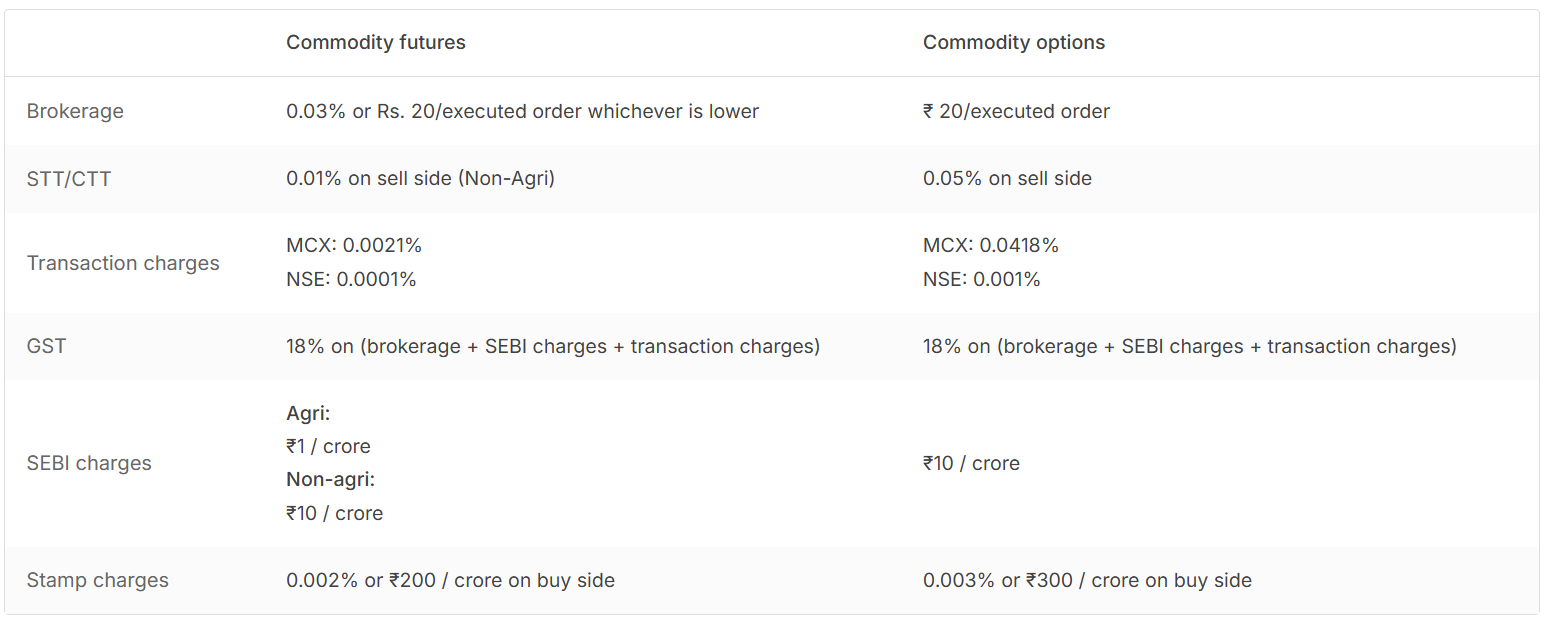 Commodity futures Commodity options
Brokerage 0.03% or Rs. 20/executed order whichever is lower ₹ 20/executed order
STT/CTT 0.01% on sell side (Non-Agri) 0.05% on sell side
Transaction charges
MCX: 0.0021%
NSE: 0.0001%
MCX: 0.0418%
NSE: 0.001%
GST 18% on (brokerage + SEBI charges + transaction charges) 18% on (brokerage + SEBI charges + transaction charges)
SEBI charges
Agri:
₹1 / crore
Non-agri:
₹10 / crore
₹10 / crore
Stamp charges 0.002% or ₹200 / crore on buy side 0.003% or ₹300 / crore on buy side